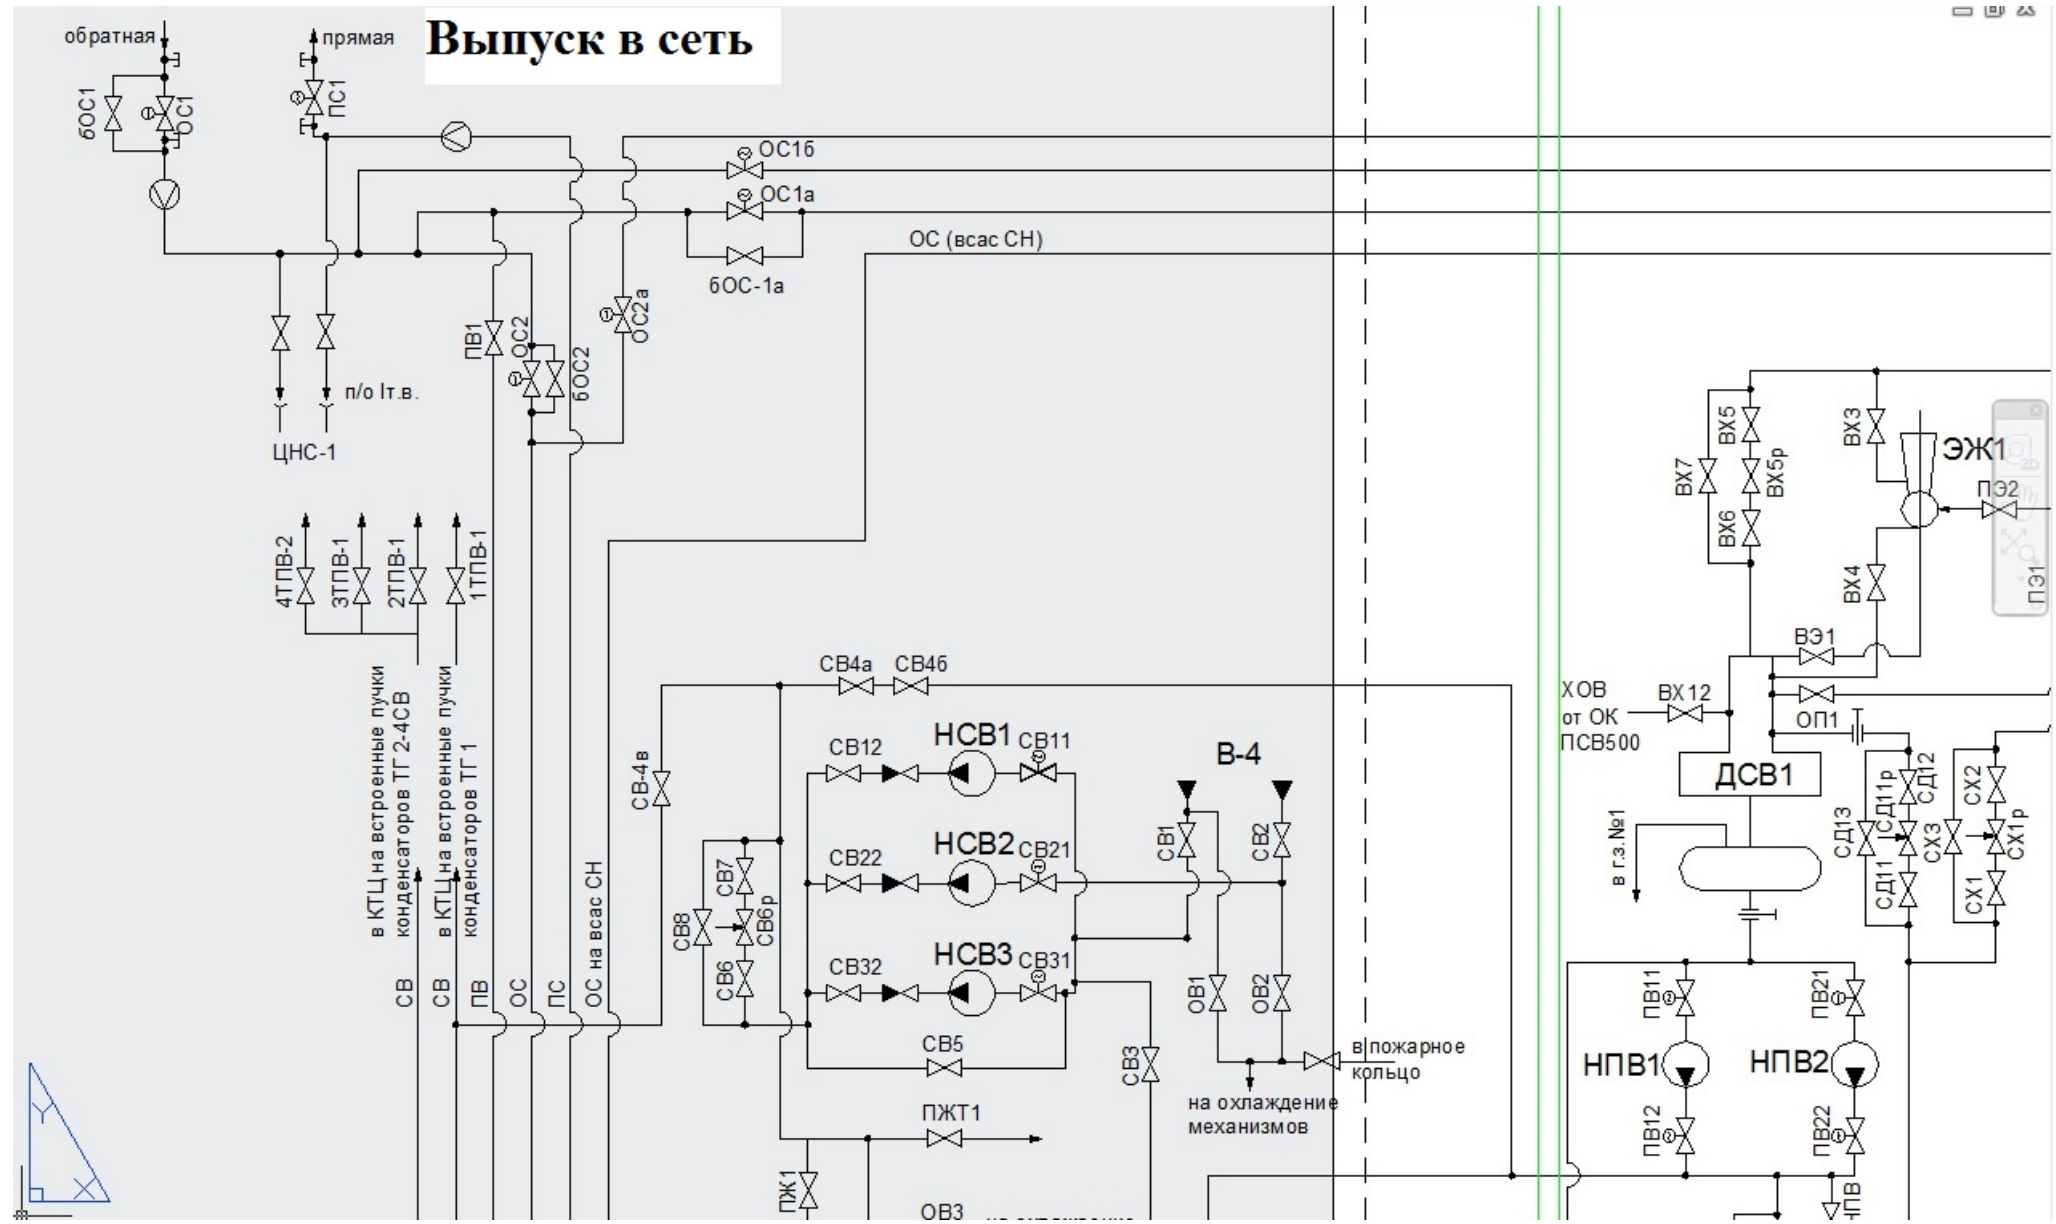 Выпуск в сеть
обратная
прямая
бОС1
ОС1
ПС1
ОС1б
ОС1а
бОС-1а
ОС (всас СН)
ПВ1
ОС2
бОС2
ОС2а
п/о Iт.в.
ЦНС-1
4ТПВ-2
3ТПВ-1
2ТПВ-1
1ТПВ-1
в КТЦ на встроенные пучки
конденсаторов ТГ 2-4СВ
в КТЦ на встроенные пучки
конденсаторов ТГ 1
СВ
СВ
ПВ
ОС
ПС
ОС на всас СН
СВ4а
СВ4б
СВ-4в
СВ12
НСВ1
СВ11
СВ22
НСВ2
СВ21
СВ32
НСВ3
СВ31
СВ7
СВ8
СВ6р
СВ6
СВ5
СВ3
В-4
СВ1
СВ2
ОВ1
ОВ2
в пожарное
кольцо
на охлаждение
механизмов
ПЖТ1
ПЖ1
ОВ3
ВХ5
ВХ7
ВХ5р
ВХ6
ВХ3
ВХ4
ЭЖ1
2D
ПЭ2
ПЭ1
ВЭ1
ХОВ
от ОК
ПСВ500
ВХ12
ОП1
ДСВ1
в г.з.№1
СД13
СД11р
СД12
СД11
СХ3
СХ2
СХ1р
СХ1
ПВ11
ПВ21
НПВ1
НПВ2
ПВ12
ПВ22
НПВ
Y
X